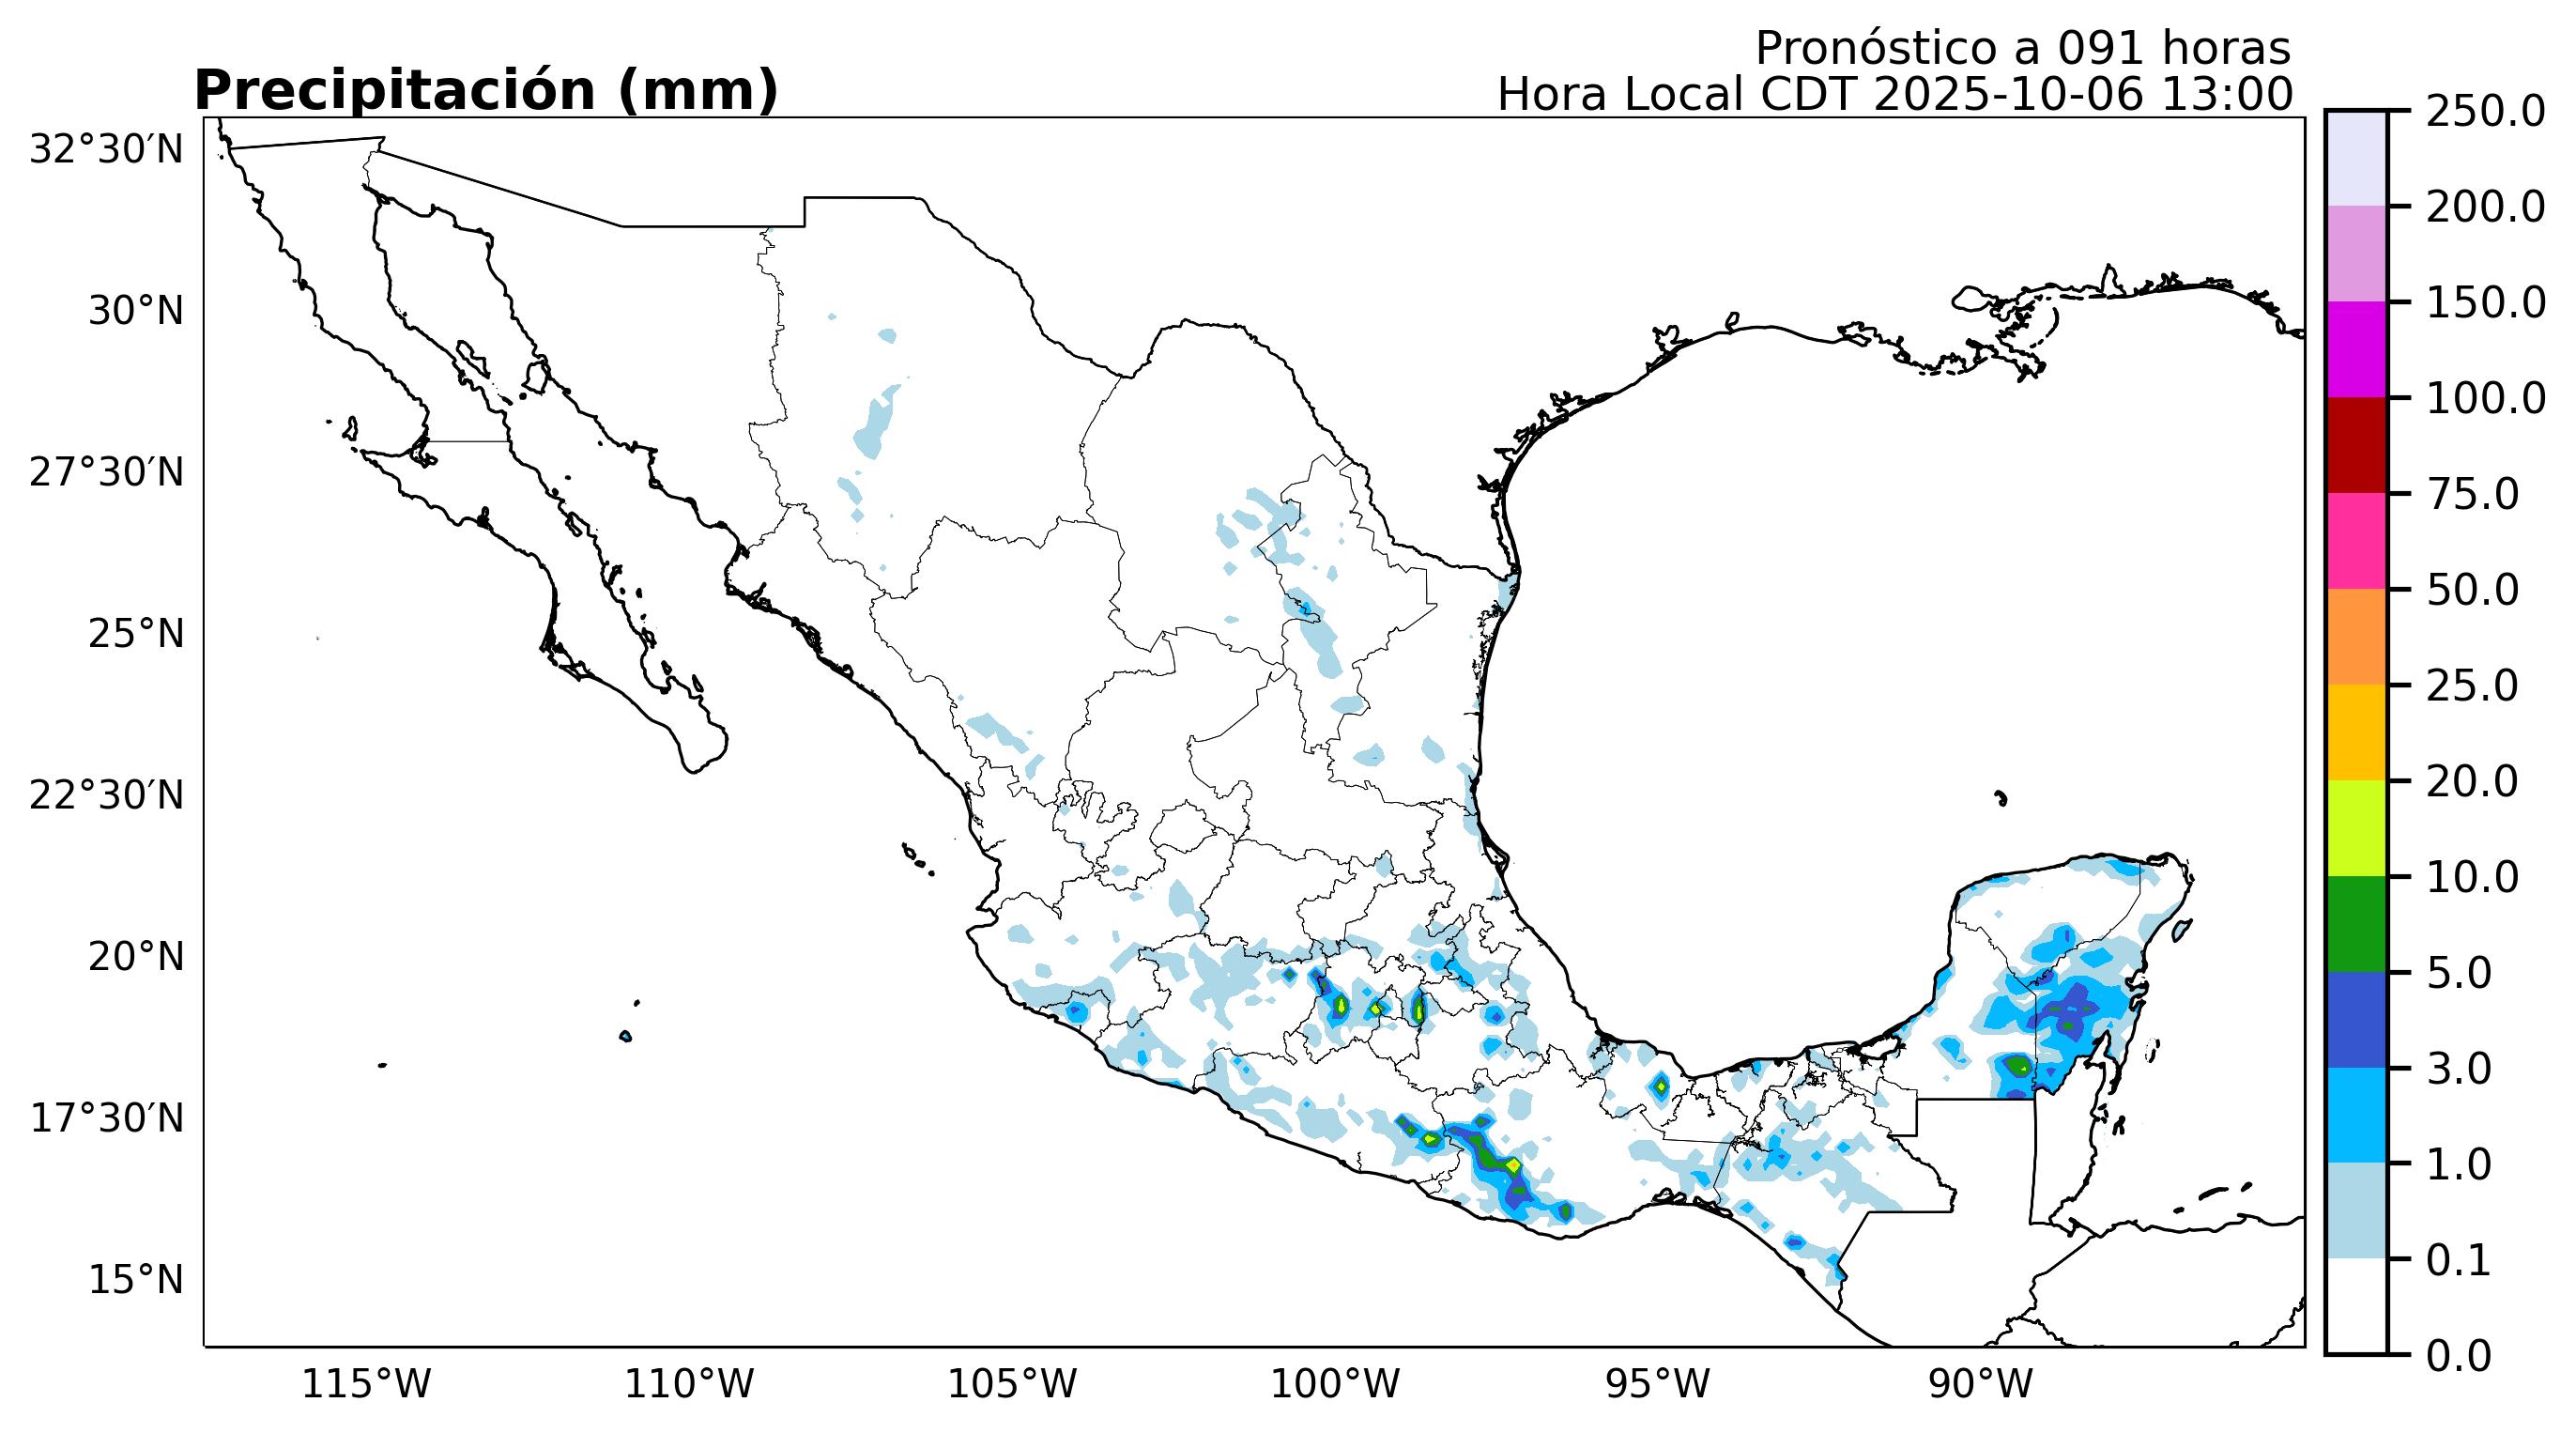 Pronóstico a 091 horas
Precipitación (mm)
Hora Local CDT 2025-10-06 13:00
32°30′N
30°N
27°30′N
25°N
22°30′N
20°N
17°30′N
15°N
115°W
110°W
105°W
100°W
95°W
90°W
250.0
200.0
150.0
100.0
75.0
50.0
25.0
20.0
10.0
5.0
3.0
1.0
0.1
0.0